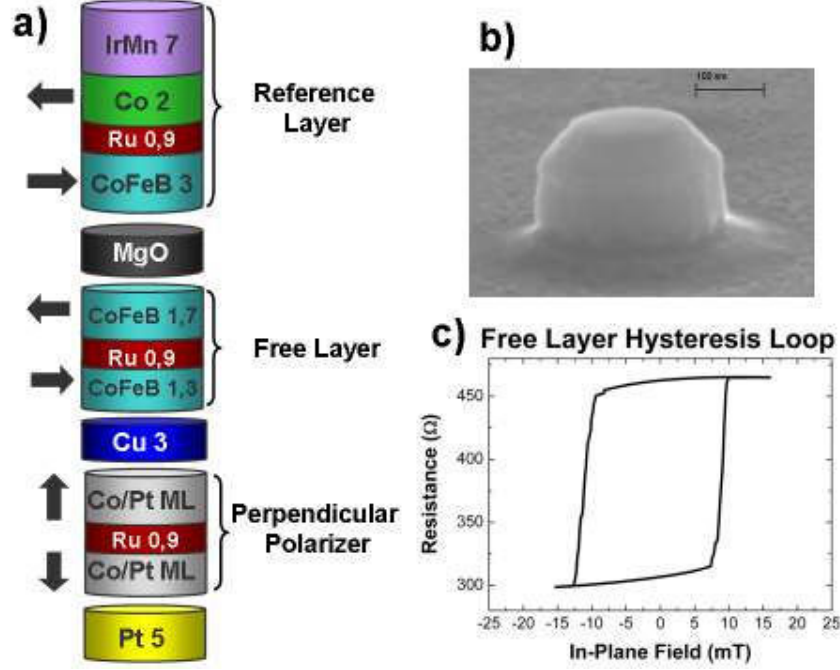 a)
IrMn 7
Co 2
Ru 0,9
CoFeB 3
Reference
Layer
MgO
CoFeB 1,7
Ru 0,9
CoFeB 1,3
Free Layer
Cu 3
Co/Pt ML
Ru 0,9
Co/Pt ML
Perpendicular
Polarizer
Pt 5
b)
100 nm
c) Free Layer Hysteresis Loop
Resistance (Ω)
450
400
350
300
-25 -20 -15 -10 -5 0 5 10 15 20 25
In-Plane Field (mT)